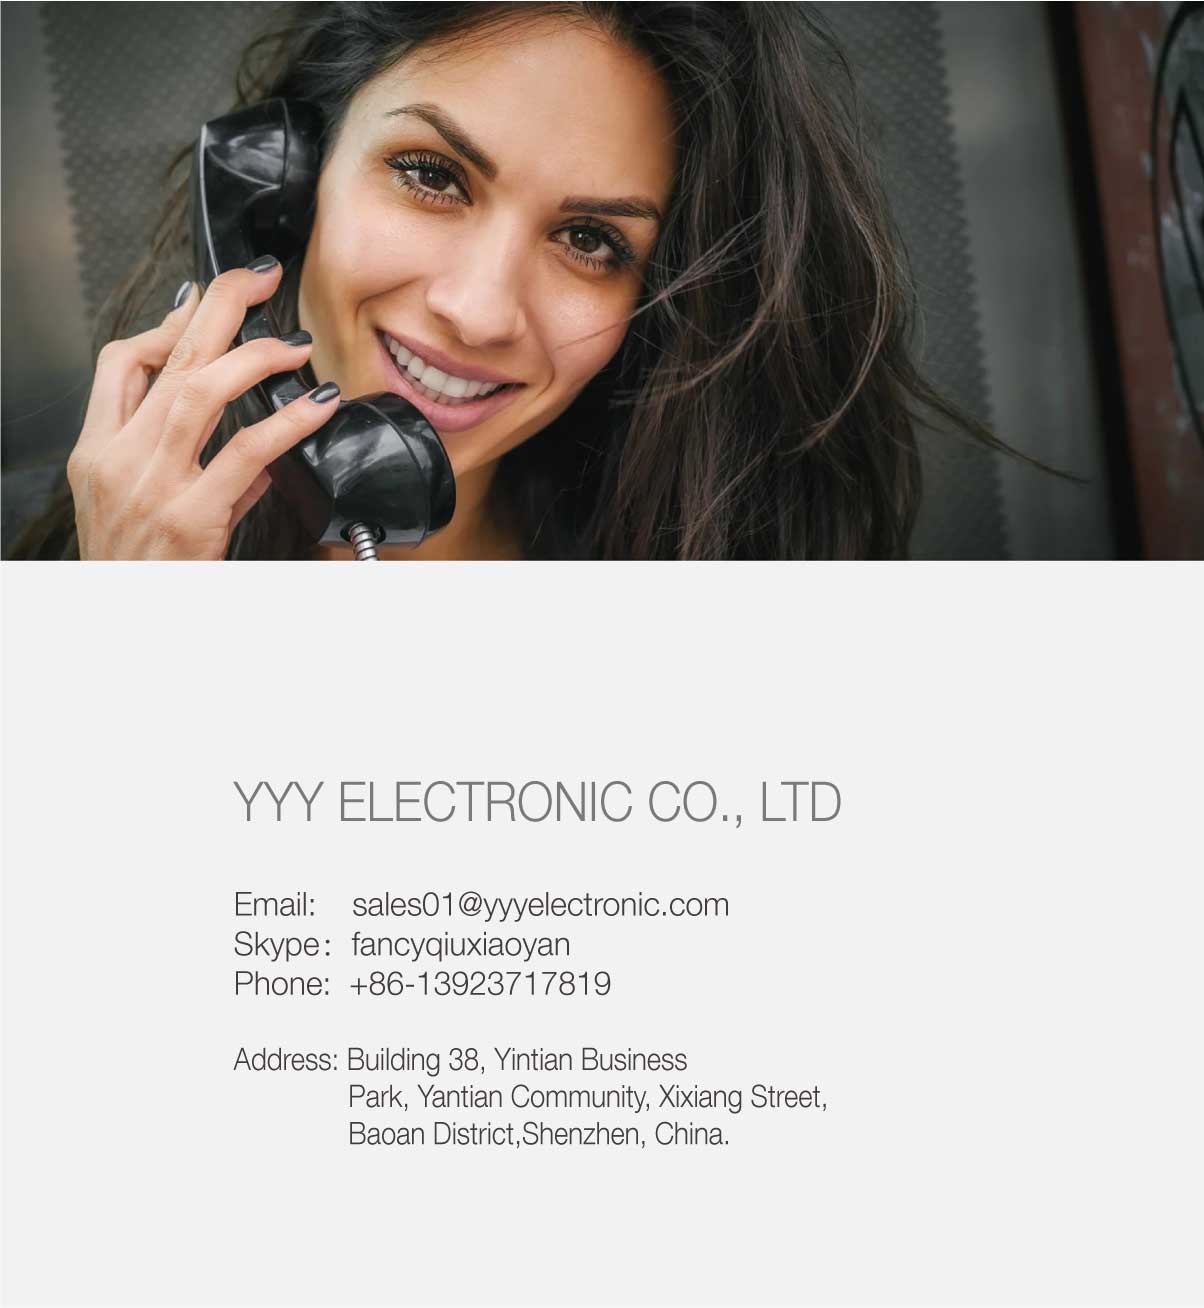 YYY ELECTRONIC CO., LTD
Email: sales01@yyyelectronic.com
Skype: fancyqiuxiaoyan
Phone: +86-13923717819
Address: Building 38, Yintian Business
Park, Yantian Community, Xixiang Street,
Baoan District,Shenzhen, China.